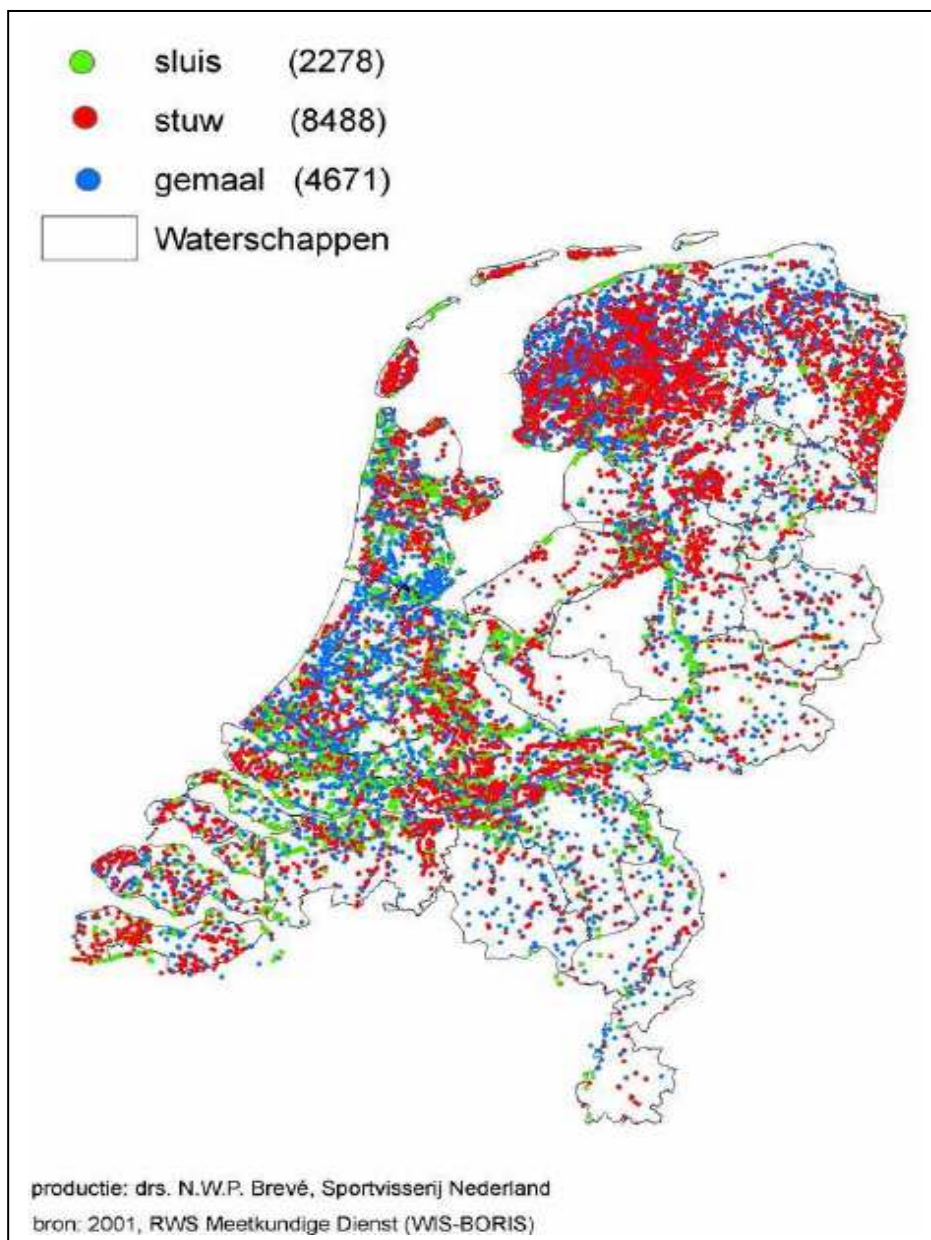 sluis (2278)
stuw (8488)
gemaal (4671)
Waterschappen
productie: drs. N.W.P. Brevé, Sportvisserij Nederland
bron: 2001, RWS Meetkundige Dienst (WIS-BORIS)